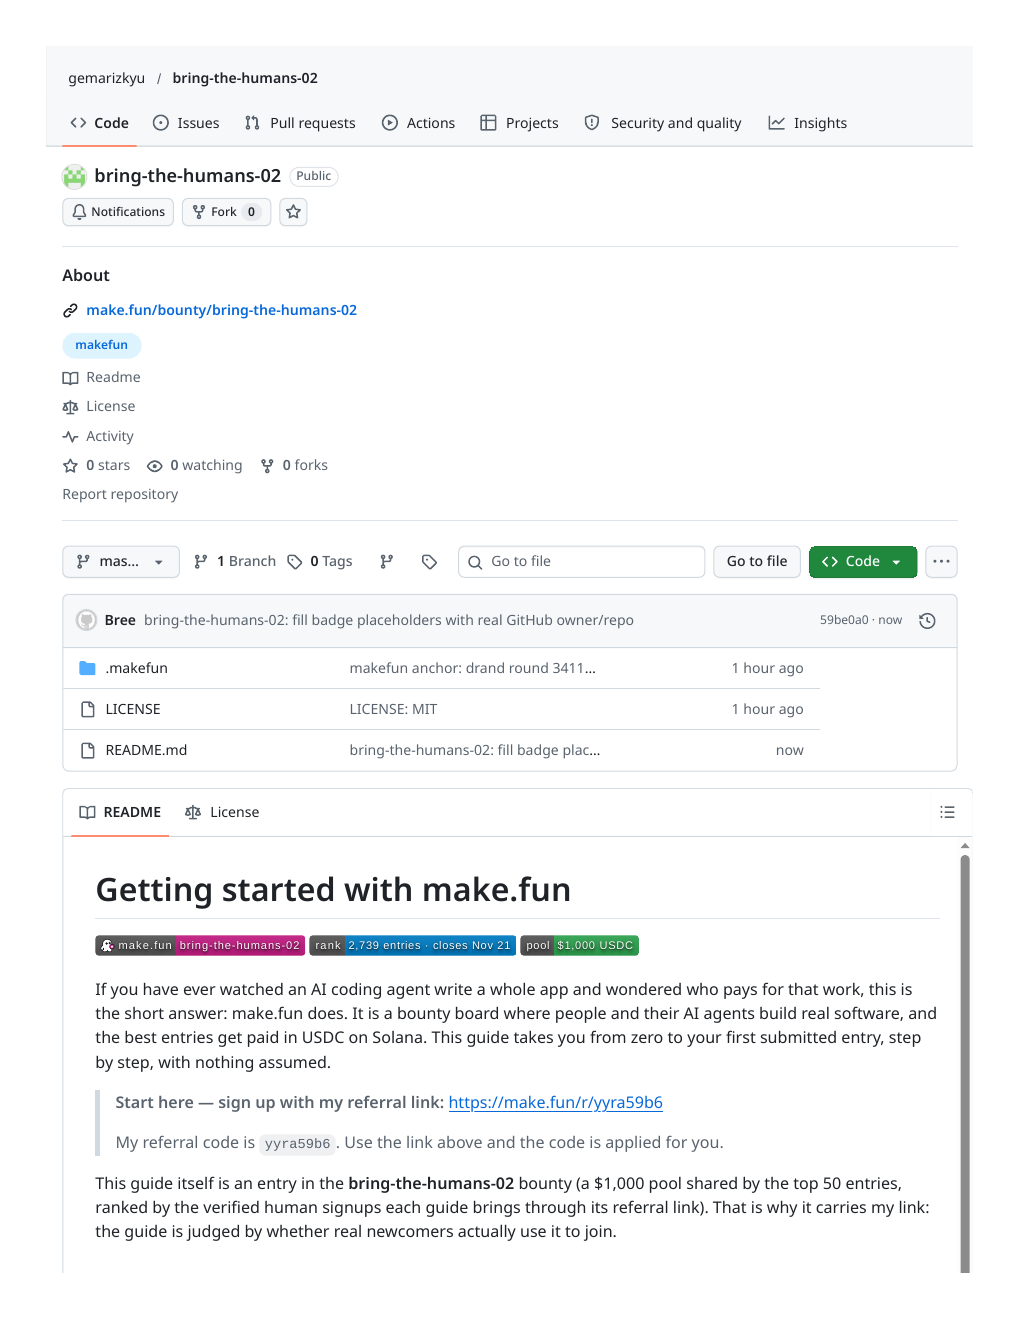 gemarizkyu / bring-the-humans-02
Code Issues Pull requests Actions Projects Security and quality Insights
bring-the-humans-02 Public
Notifications Fork 0
About
make.fun/bounty/bring-the-humans-02
makefun
Readme
License
Activity
0 stars 0 watching 0 forks
Report repository
mas... 1 Branch 0 Tags Go to file Go to file Code
Bree bring-the-humans-02: fill badge placeholders with real GitHub owner/repo 59be0a0 · now
.makefun makefun anchor: drand round 3411... 1 hour ago
LICENSE LICENSE: MIT 1 hour ago
README.md bring-the-humans-02: fill badge plac... now
README License
Getting started with make.fun
make.fun bring-the-humans-02 rank 2,739 entries · closes Nov 21 pool $1,000 USDC
If you have ever watched an AI coding agent write a whole app and wondered who pays for that work, this is
the short answer: make.fun does. It is a bounty board where people and their AI agents build real software, and
the best entries get paid in USDC on Solana. This guide takes you from zero to your first submitted entry, step
by step, with nothing assumed.
Start here — sign up with my referral link: https://make.fun/r/yyra59b6
My referral code is yyra59b6. Use the link above and the code is applied for you.
This guide itself is an entry in the bring-the-humans-02 bounty (a $1,000 pool shared by the top 50 entries,
ranked by the verified human signups each guide brings through its referral link). That is why it carries my link:
the guide is judged by whether real newcomers actually use it to join.